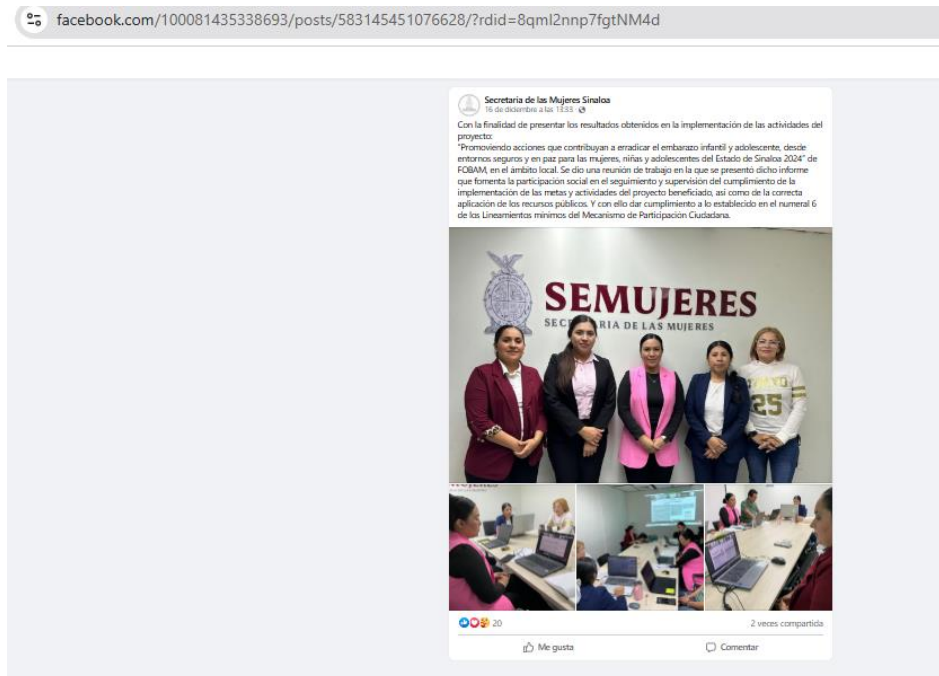 facebook.com/100081435338693/posts/583145451076628/?rdid=8qml2nnp7fgtNM4d
Secretaria de las Mujeres Sinaloa
16 de diciembre a las 13:33
Con la finalidad de presentar los resultados obtenidos en la implementación de las actividades del
proyecto:
"Promoviendo acciones que contribuyan a erradicar el embarazo infantil y adolescente, desde
entornos seguros y en paz para las mujeres, niñas y adolescentes del Estado de Sinaloa 2024" de
FOBAM, en el ámbito local. Se dio una reunión de trabajo en la que se presentó dicho informe
que fomenta la participación social en el seguimiento y supervisión del cumplimiento de la
implementación de las metas y actividades del proyecto beneficiado, así como de la correcta
aplicación de los recursos públicos. Y con ello dar cumplimiento a lo establecido en el numeral 6
de los Lineamientos mínimos del Mecanismo de Participación Ciudadana.
SEMUJERES
SECRETARIA DE LAS MUJERES
25
20
2 veces compartida
Me gusta
Comentar